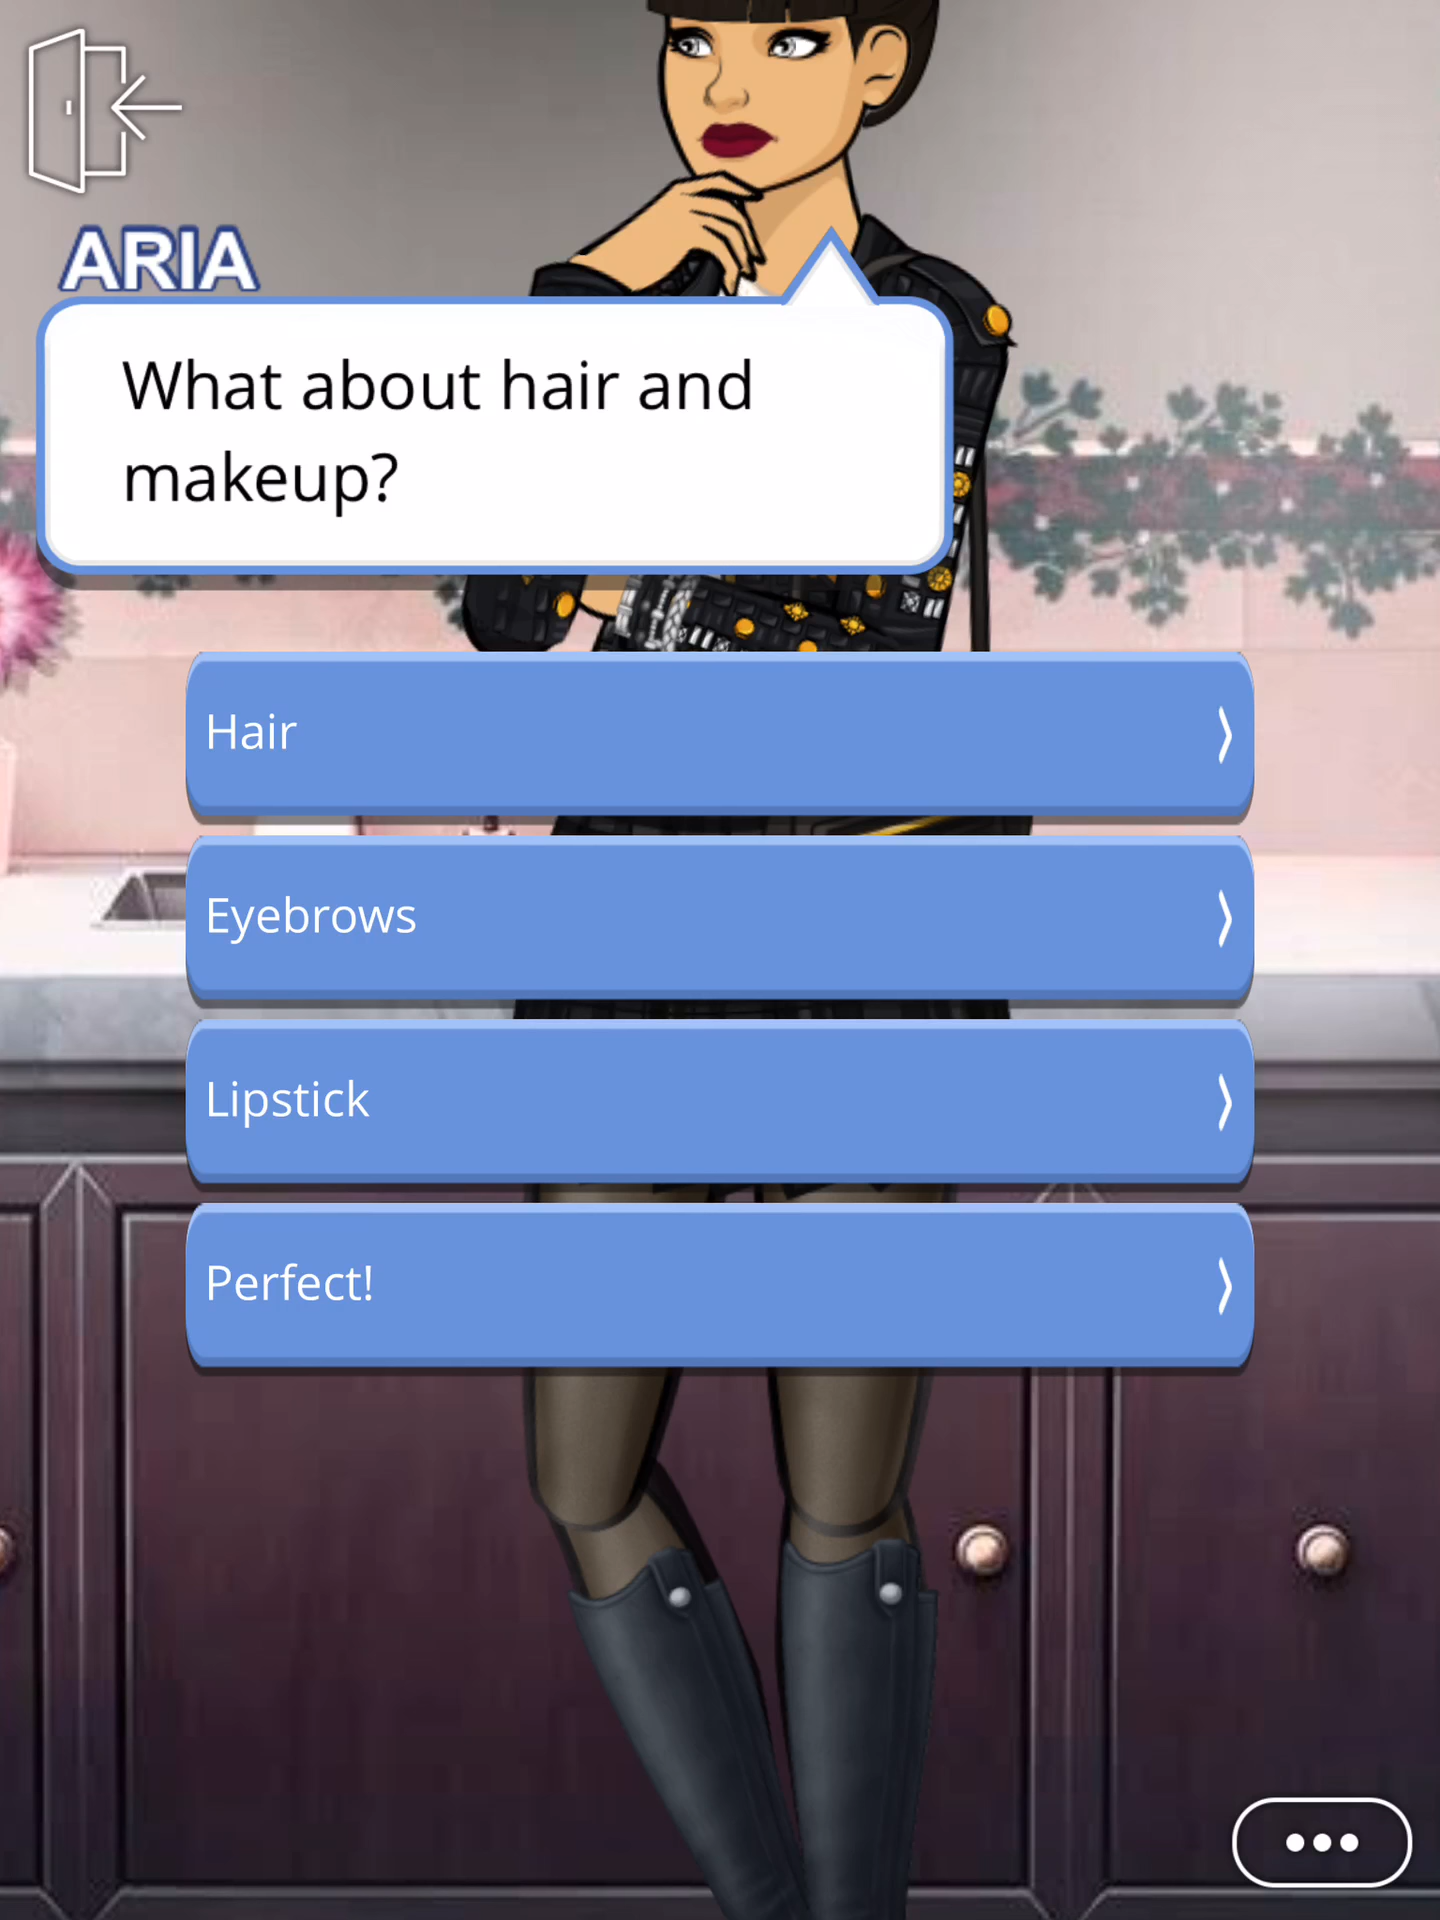 ARIA
What about hair and
makeup?
Hair
Eyebrows
Lipstick
Perfect!